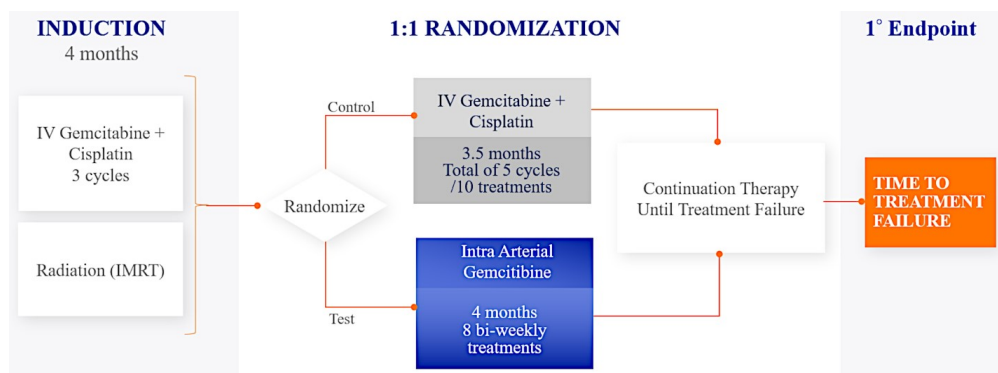 INDUCTION
4 months
IV Gemcitabine +
Cisplatin
3 cycles
Radiation (IMRT)
1:1 RANDOMIZATION
Randomize
Control
IV Gemcitabine +
Cisplatin
3.5 months
Total of 5 cycles
/10 treatments
Test
Intra Arterial
Gemcitibine
4 months
8 bi-weekly
treatments
Continuation Therapy
Until Treatment Failure
1° Endpoint
TIME TO
TREATMENT
FAILURE